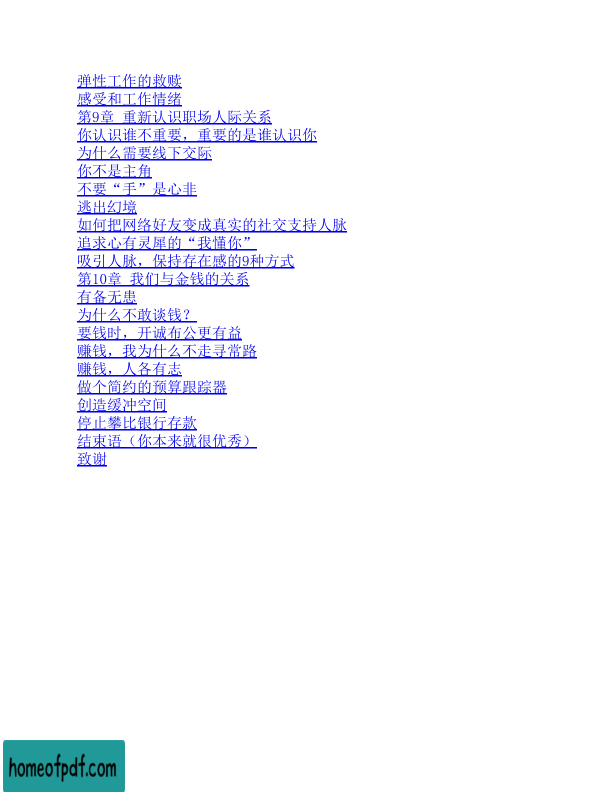 弹性工作的救赎
感受和工作情绪
第9章 重新认识职场人际关系
你认识谁不重要，重要的是谁认识你
为什么需要线下交际
你不是主角
不要“手”是心非
逃出幻境
如何把网络好友变成真实的社交支持人脉
追求心有灵犀的“我懂你”
吸引人脉，保持存在感的9种方式
第10章 我们与金钱的关系
有备无患
为什么不敢谈钱？
要钱时，开诚布公更有益
赚钱，我为什么不走寻常路
赚钱，人各有志
做个简约的预算跟踪器
创造缓冲空间
停止攀比银行存款
结束语（你本来就很优秀）
致谢
homeofpdf.com